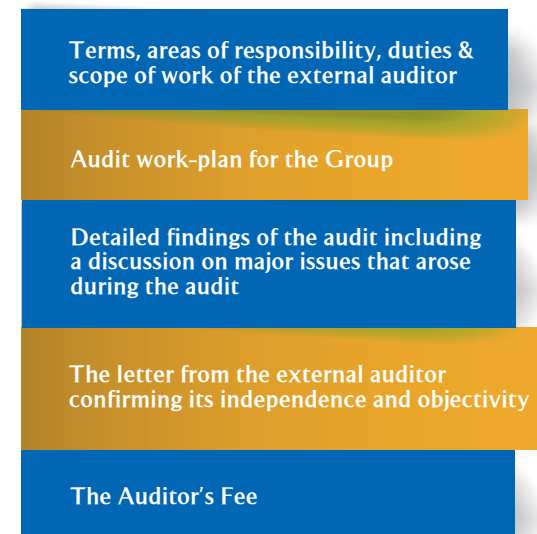 Terms, areas of responsibility, duties &
scope of work of the external auditor
Audit work-plan for the Group
Detailed findings of the audit including
a discussion on major issues that arose
during the audit
The letter from the external auditor
confirming its independence and objectivity
The Auditor’s Fee